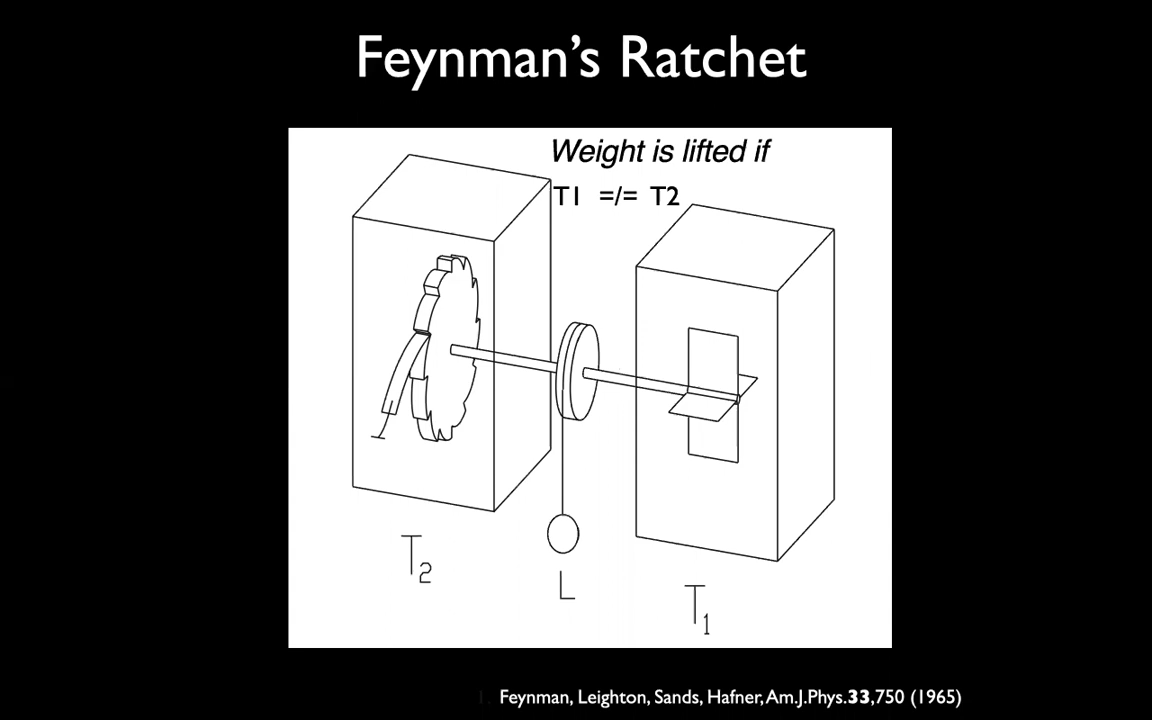 Feynman's Ratchet
Weight is lifted if
T1 =/= T2
T2
L
T1
Feynman, Leighton, Sands, Hafner, Am.J.Phys.33,750 (1965)